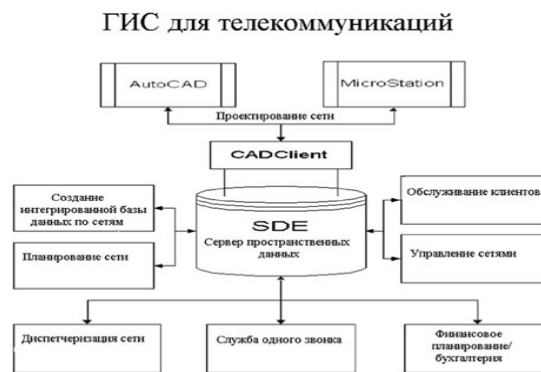 ГИС для телекоммуникаций
AutoCAD
MicroStation
Проектирование сети
CADClient
Создание
интегрированной базы
данных по сетям
Планирование сети
SDE
Сервер пространственных
данных
Обслуживание клиентов
Управление сетями
Диспетчеризация сети
Служба одного звонка
Финансовое
планирование/
бухгалтерия